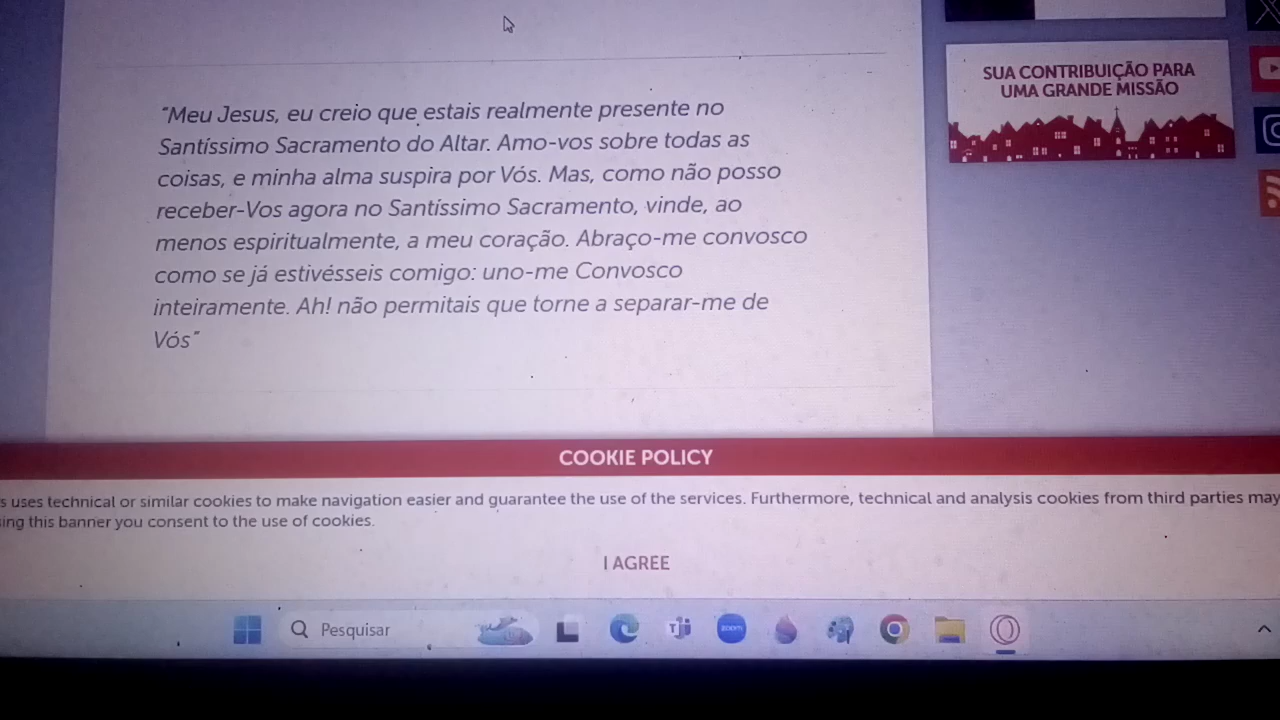 SUA CONTRIBUIÇÃO PARA
UMA GRANDE MISSÃO
“Meu Jesus, eu creio que estais realmente presente no
Santíssimo Sacramento do Altar. Amo-vos sobre todas as
coisas, e minha alma suspira por Vós. Mas, como não posso
receber-Vos agora no Santíssimo Sacramento, vinde, ao
menos espiritualmente, a meu coração. Abraço-me convosco
como se já estivésseis comigo: uno-me Convosco
inteiramente. Ah! não permitais que torne a separar-me de
Vós”
COOKIE POLICY
s uses technical or similar cookies to make navigation easier and guarantee the use of the services. Furthermore, technical and analysis cookies from third parties may
ing this banner you consent to the use of cookies.
I AGREE
Pesquisar
zoom